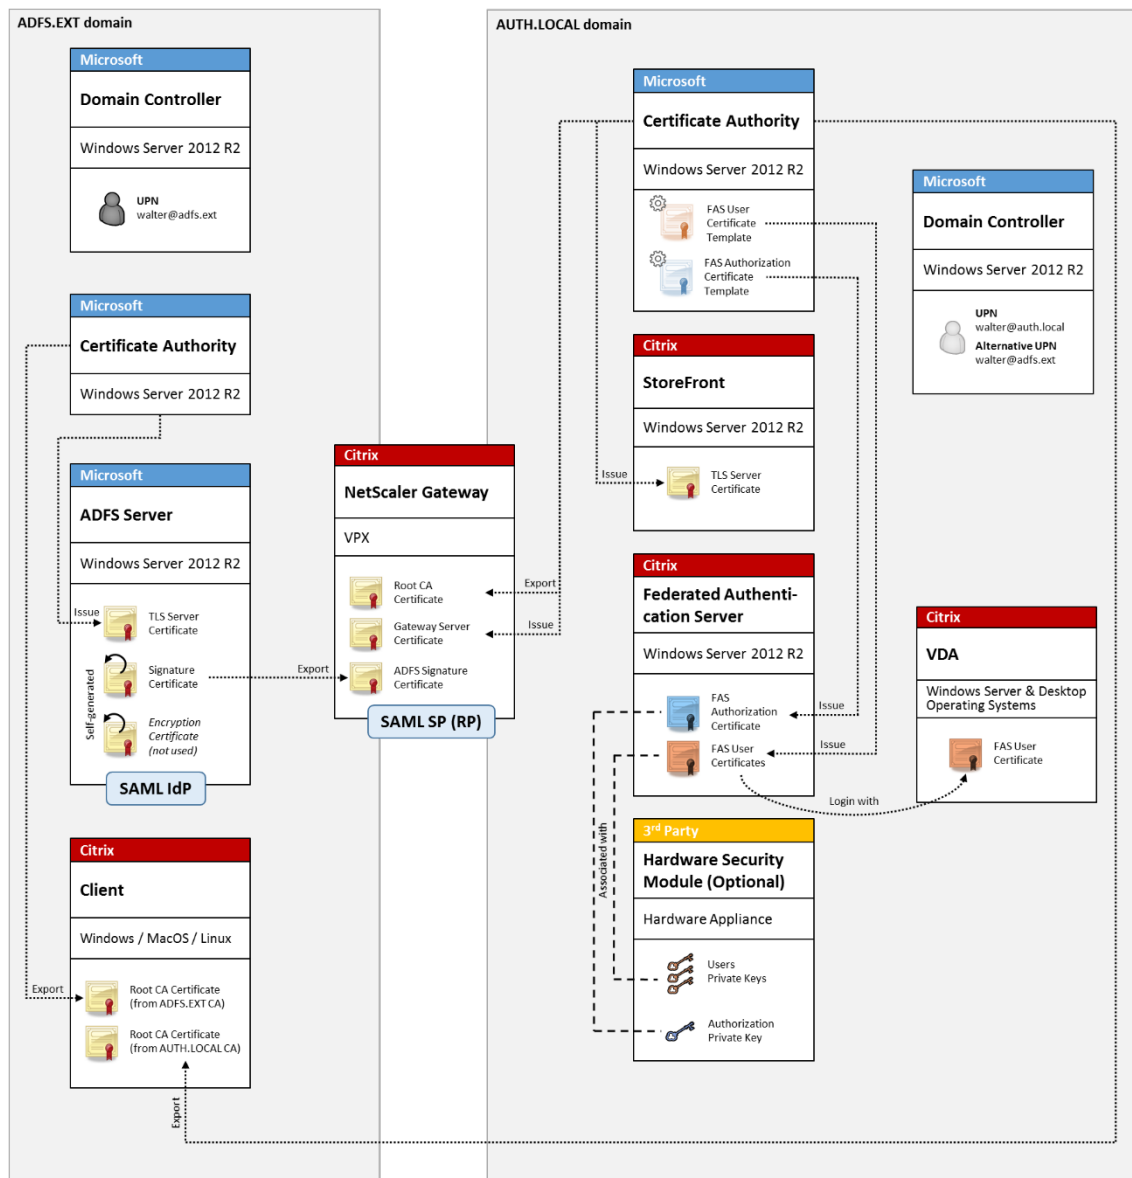 ADFS.EXT domain
Microsoft
Domain Controller
Windows Server 2012 R2
UPN
walter@adfs.ext
Microsoft
Certificate Authority
Windows Server 2012 R2
Microsoft
ADFS Server
Windows Server 2012 R2
Issue
TLS Server
Certificate
Self-generated
Signature
Certificate
Encryption
Certificate
(not used)
SAML IdP
Export
Citrix
Client
Windows / MacOS / Linux
Export
Root CA Certificate
(from ADFS.EXT CA)
Root CA Certificate
(from AUTH.LOCAL CA)
Export
Citrix
NetScaler Gateway
VPX
Root CA
Certificate
Gateway Server
Certificate
ADFS Signature
Certificate
SAML SP (RP)
Export
Issue
AUTH.LOCAL domain
Microsoft
Certificate Authority
Windows Server 2012 R2
FAS User
Certificate
Template
FAS Authorization
Certificate
Template
Citrix
StoreFront
Windows Server 2012 R2
Issue
TLS Server
Certificate
Citrix
Federated Authenti-
cation Server
Windows Server 2012 R2
FAS
Authorization
Certificate
Issue
FAS User
Certificates
Issue
Login with
Associated with
3rd Party
Hardware Security
Module (Optional)
Hardware Appliance
Users
Private Keys
Authorization
Private Key
Microsoft
Domain Controller
Windows Server 2012 R2
UPN
walter@auth.local
Alternative UPN
walter@adfs.ext
Citrix
VDA
Windows Server & Desktop
Operating Systems
FAS User
Certificate